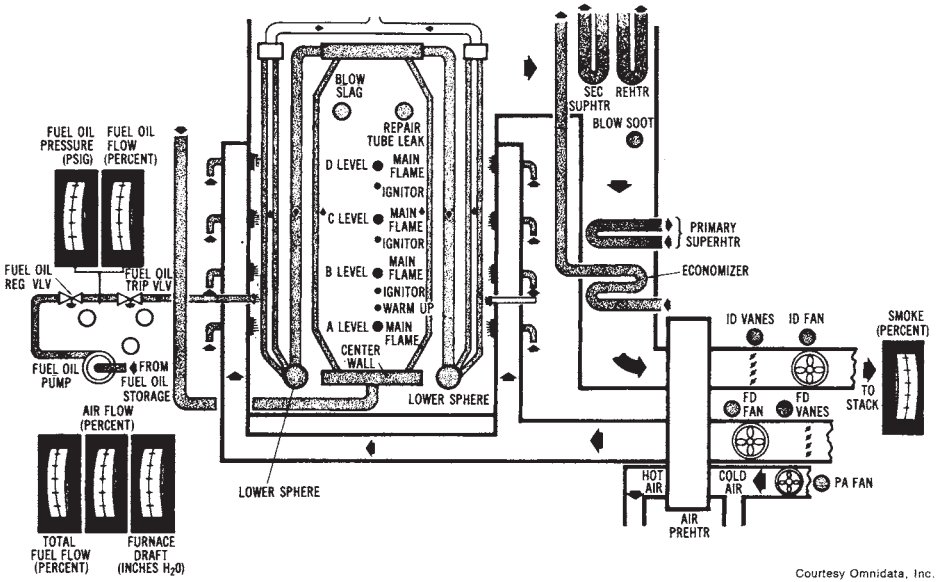 FUEL OIL
PRESSURE
(PSIG)
FUEL OIL
FLOW
(PERCENT)
BLOW
SLAG
REPAIR
TUBE LEAK
D LEVEL
MAIN
FLAME
IGNITOR
C LEVEL
MAIN
FLAME
IGNITOR
B LEVEL
MAIN
FLAME
IGNITOR
WARM UP
A LEVEL
MAIN
FLAME
CENTER
WALL
LOWER SPHERE
LOWER SPHERE
SEC
SUPHTR
REHTR
BLOW SOOT
PRIMARY
SUPERHTR
ECONOMIZER
FUEL OIL
REG VLV
FUEL OIL
TRIP VLV
FUEL OIL
PUMP
FROM
FUEL OIL
STORAGE
AIR FLOW
(PERCENT)
TOTAL
FUEL FLOW
(PERCENT)
FURNACE
DRAFT
(INCHES H₂0)
ID VANES
ID FAN
SMOKE
(PERCENT)
TO
STACK
FD
FAN
FD
VANES
HOT
AIR
COLD
AIR
PA FAN
AIR
PREHTR
Courtesy Omnidata, Inc.